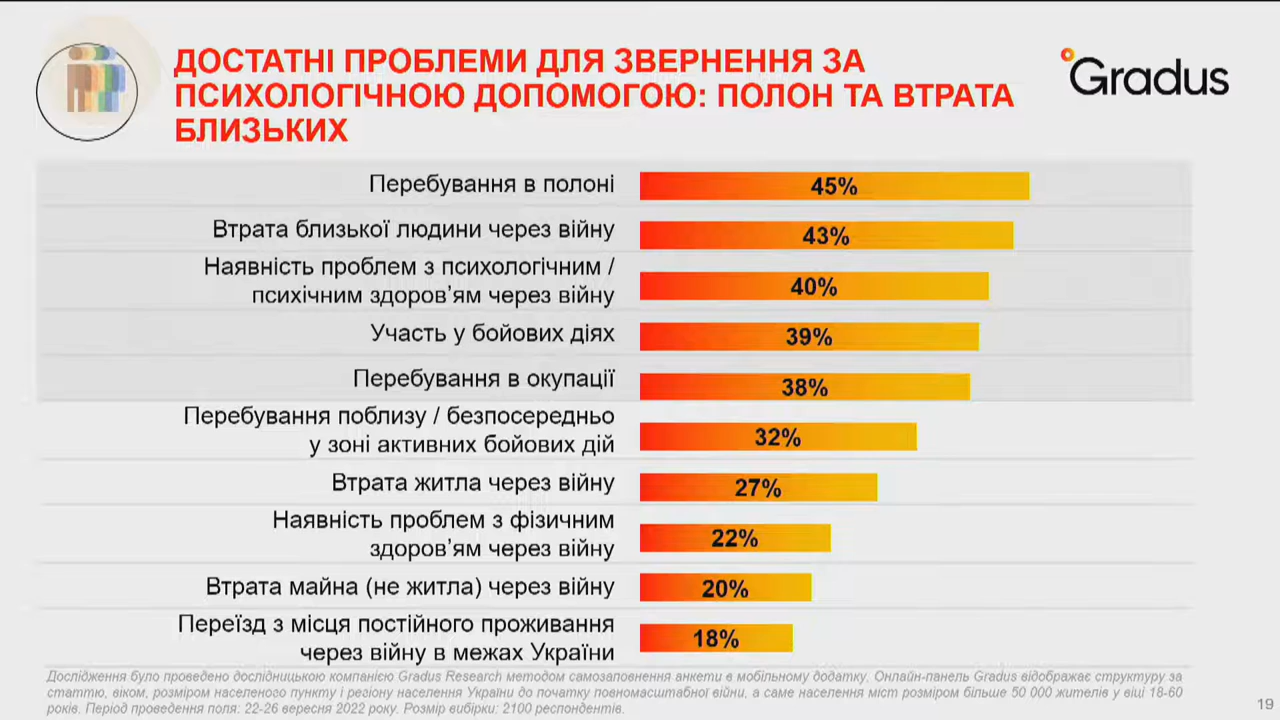 ДОСТАТНІ ПРОБЛЕМИ ДЛЯ ЗВЕРНЕННЯ ЗА
ПСИХОЛОГІЧНОЮ ДОПОМОГОЮ: ПОЛОН ТА ВТРАТА
БЛИЗЬКИХ
Gradus
Перебування в полоні
45%
Втрата близької людини через війну
43%
Наявність проблем з психологічним /
психічним здоров’ям через війну
40%
Участь у бойових діях
39%
Перебування в окупації
38%
Перебування поблизу / безпосередньо
у зоні активних бойових дій
32%
Втрата житла через війну
27%
Наявність проблем з фізичним
здоров’ям через війну
22%
Втрата майна (не житла) через війну
20%
Переїзд з місця постійного проживання
через війну в межах України
18%
Дослідження було проведено дослідницькою компанією Gradus Research методом самозаповнення анкети в мобільному додатку. Онлайн-панель Gradus відображає структуру за
статтю, віком, розміром населеного пункту і регіону населення України до початку повномасштабної війни, а саме населення міст розміром більше 50 000 жителів у віці 18-60
років. Період проведення поля: 22-26 вересня 2022 року. Розмір вибірки: 2100 респондентів.
19